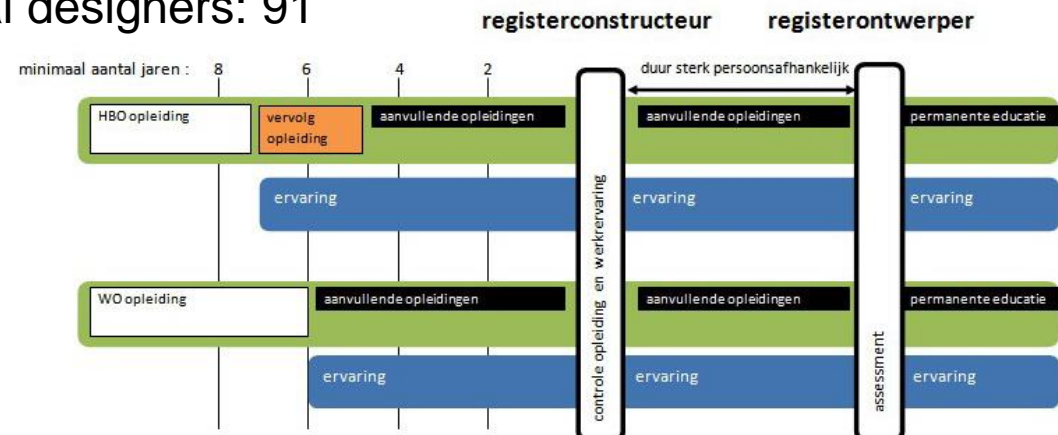 al designers: 91
registerconstructeur registerontwerper
minimaal aantal jaren : 8 6 4 2 duur sterk persoonsafhankelijk
HBO opleiding
vervolg
opleiding
aanvullende opleidingen
aanvullende opleidingen
permanente educatie
ervaring
ervaring
ervaring
WO opleiding
aanvullende opleidingen
aanvullende opleidingen
permanente educatie
ervaring
ervaring
ervaring
controle opleiding en werkrervaring
assessment